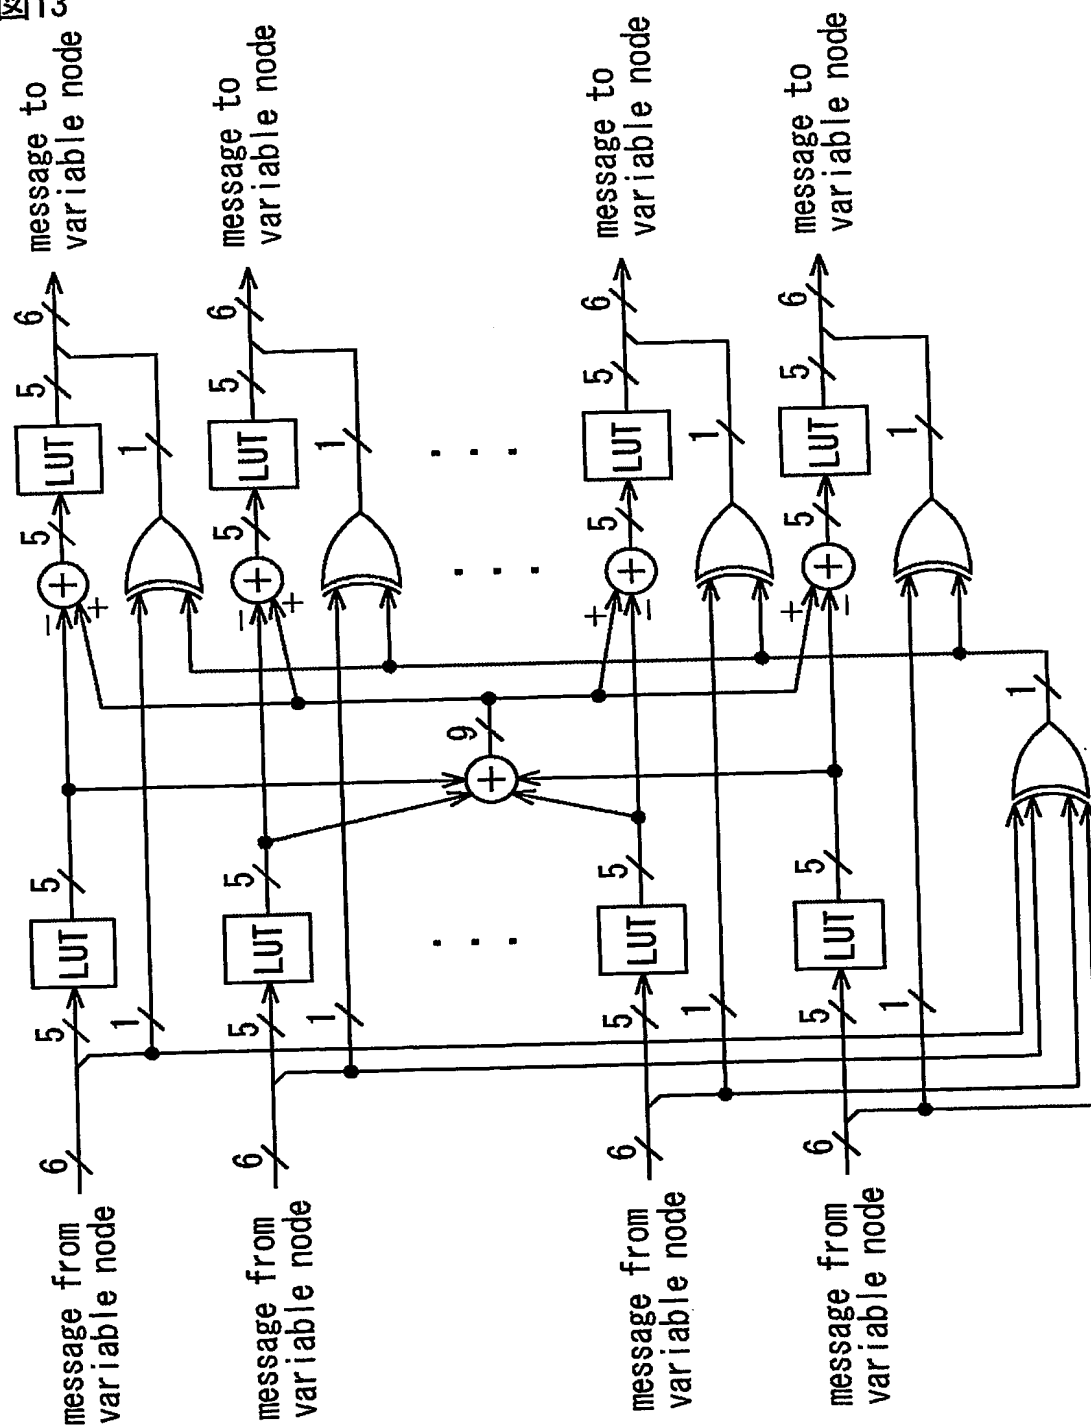 図13
message from
variable node
6
5
LUT
5
−
+
+
5
LUT
5
6
message to
variable node
1
1
message from
variable node
6
5
LUT
5
−
+
+
5
LUT
5
6
message to
variable node
1
1
+
9
message from
variable node
6
5
LUT
5
+
−
+
5
LUT
5
6
message to
variable node
1
1
message from
variable node
6
5
LUT
5
+
−
+
5
LUT
5
6
message to
variable node
1
1
1